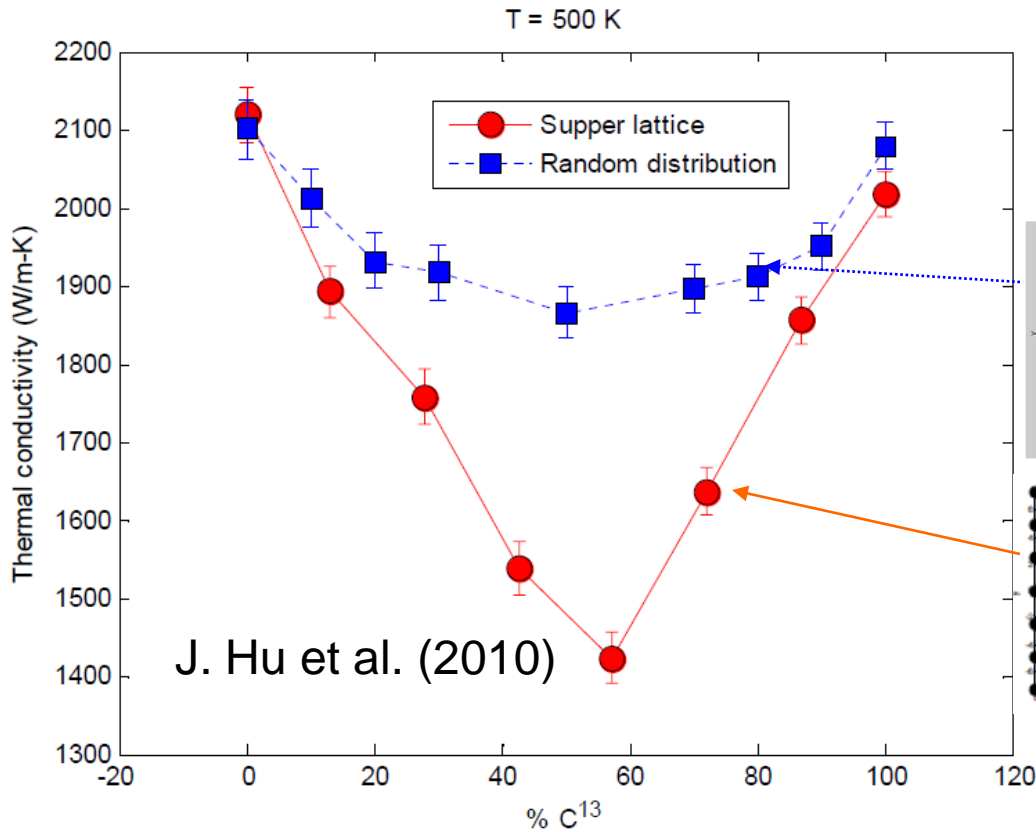 T = 500 K
2200
2100
2000
1900
1800
1700
1600
1500
1400
1300
Thermal conductivity (W/m-K)
Supper lattice
Random distribution
J. Hu et al. (2010)
-20 0 20 40 60 80 100 120
% C¹³